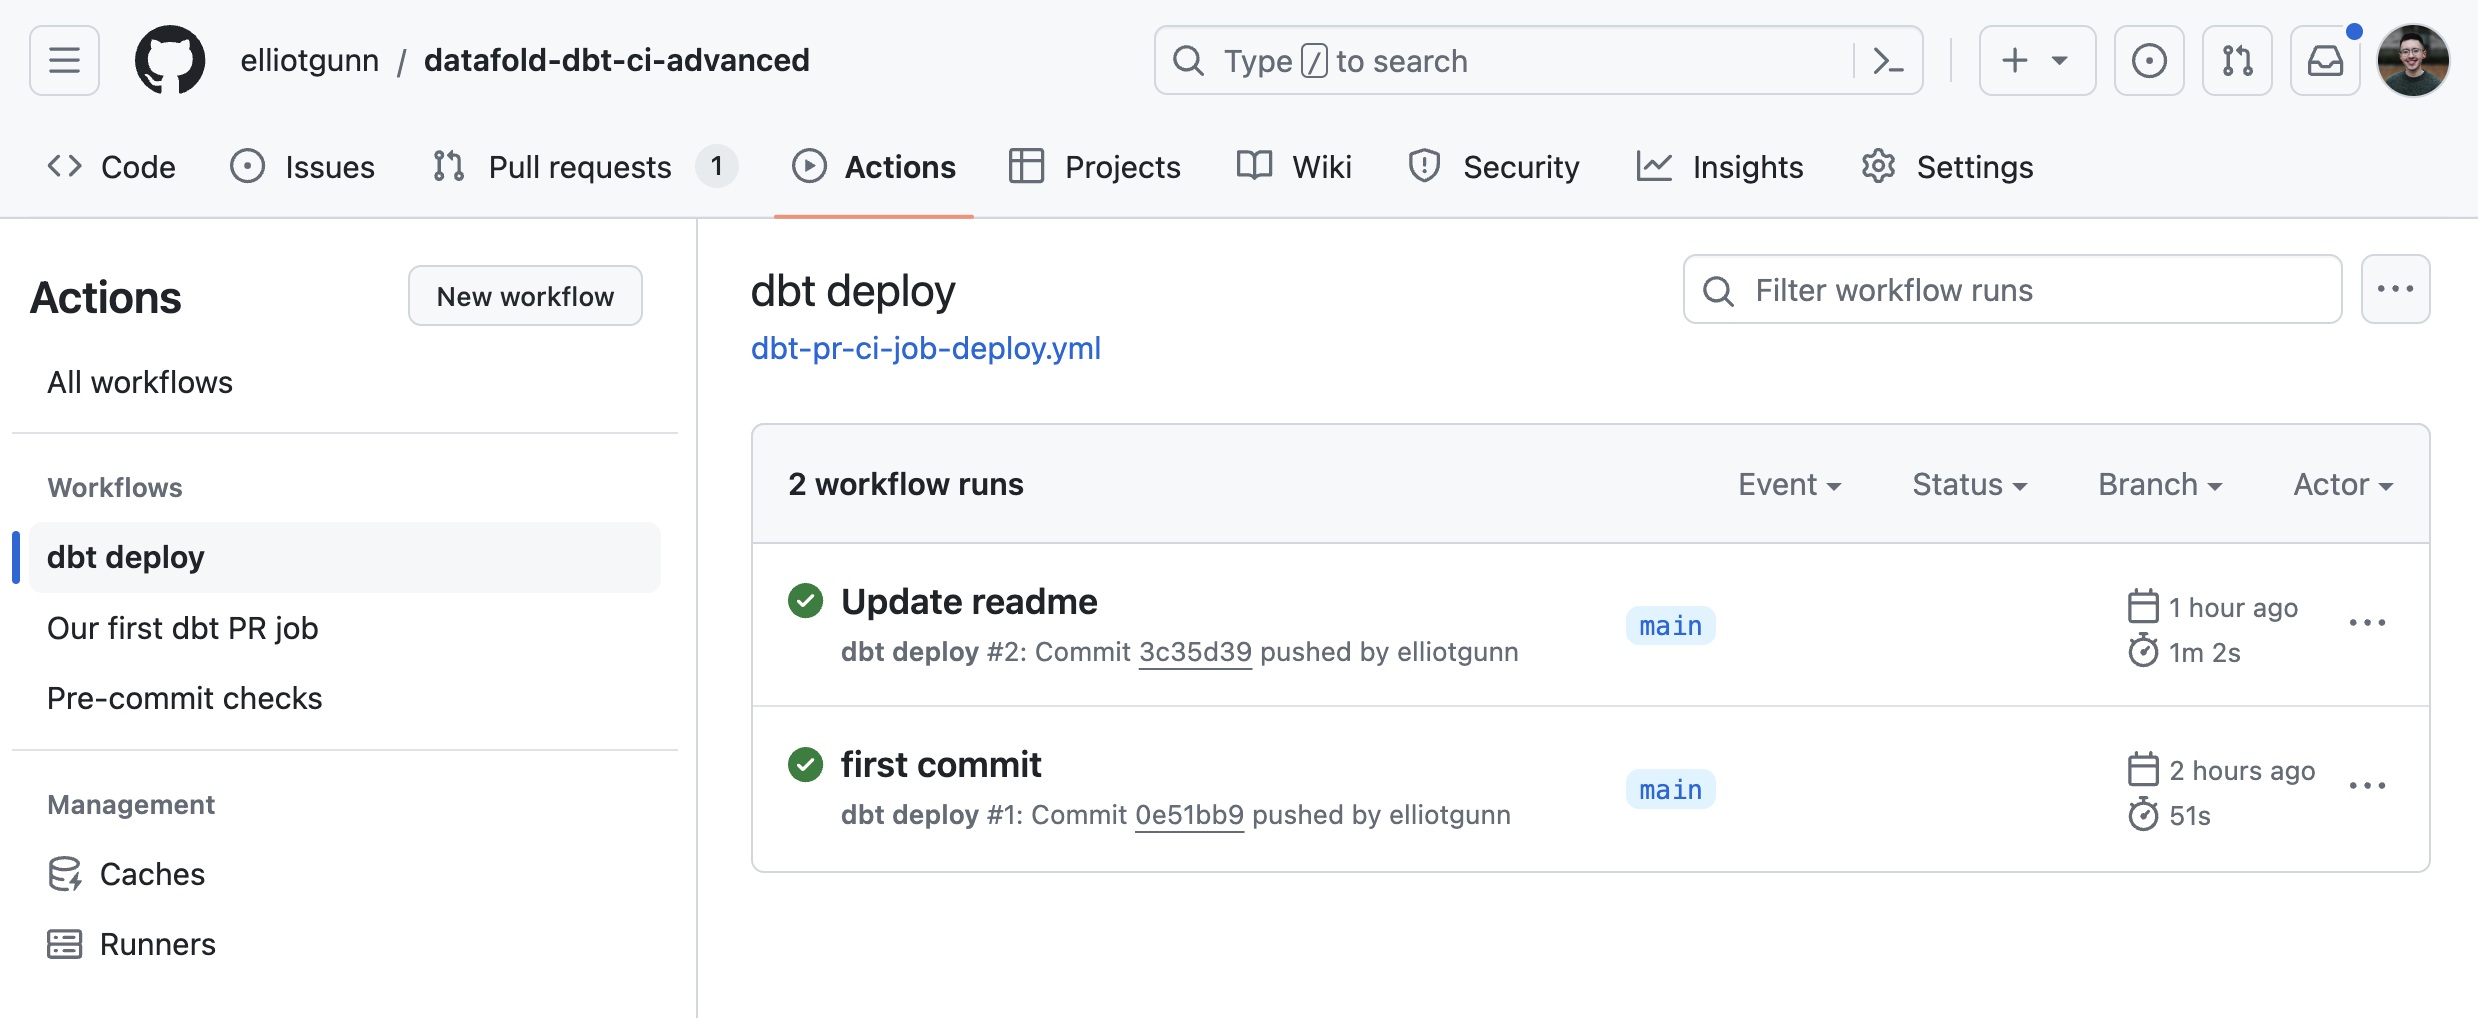 elliotgunn / datafold-dbt-ci-advanced
Type / to search
Code Issues Pull requests 1 Actions Projects Wiki Security Insights Settings
Actions
New workflow
All workflows
Workflows
dbt deploy
Our first dbt PR job
Pre-commit checks
Management
Caches
Runners
dbt deploy
dbt-pr-ci-job-deploy.yml
Filter workflow runs
2 workflow runs
Event Status Branch Actor
Update readme
dbt deploy #2: Commit 3c35d39 pushed by elliotgunn
main
1 hour ago
1m 2s
first commit
dbt deploy #1: Commit 0e51bb9 pushed by elliotgunn
main
2 hours ago
51s